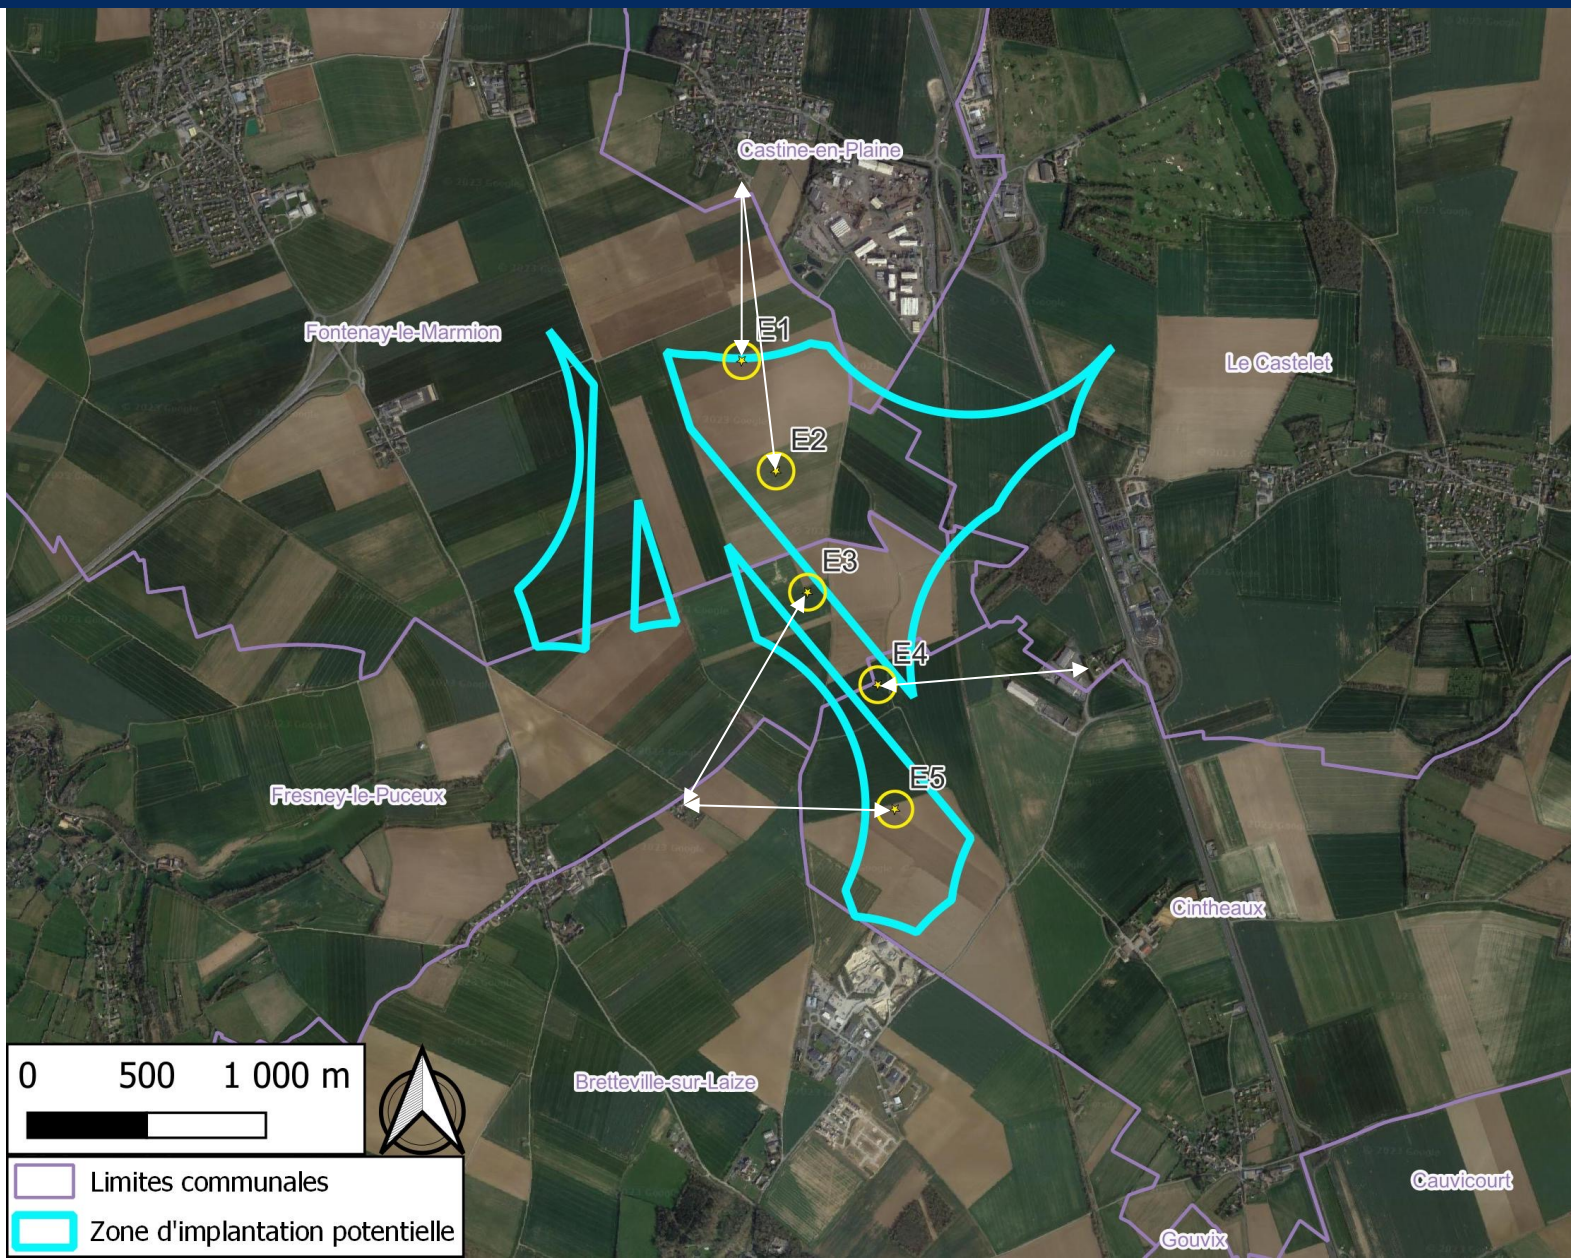 Castine-en-Plaine
Fontenay-le-Marmion
E1
Le Castelet
E2
E3
E4
E5
Fresney-le-Puceux
Cintheaux
Bretteville-sur-Laize
Cauvicourt
Gouvix
0 500 1 000 m
Limites communales
Zone d'implantation potentielle